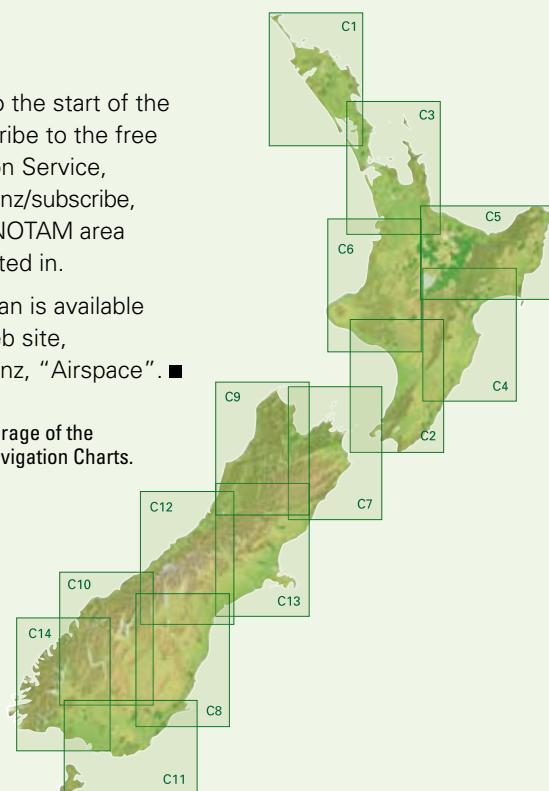 o the start of the
ribe to the free
on Service,
nz/subscribe,
NOTAM area
ted in.
an is available
eb site,
nz, “Airspace”. ■
rage of the
vigation Charts.
C1
C3
C5
C6
C4
C2
C9
C7
C12
C13
C10
C14
C8
C11